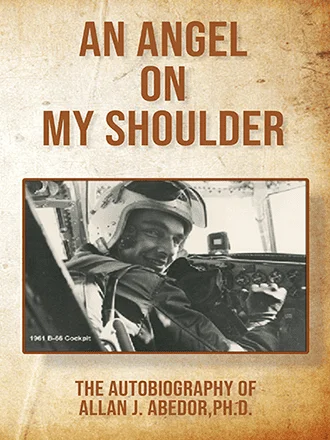 AN ANGEL
ON
MY SHOULDER
1961 B-66 Cockpit
THE AUTOBIOGRAPHY OF
ALLAN J. ABEDOR,PH.D.